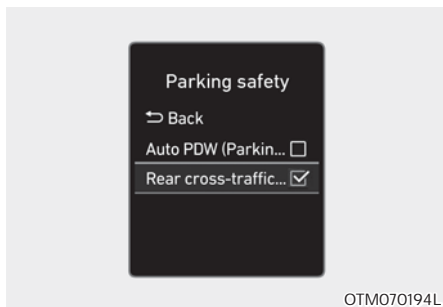 Parking safety
⮌ Back
Auto PDW (Parkin...
Rear cross-traffic...
OTM070194L